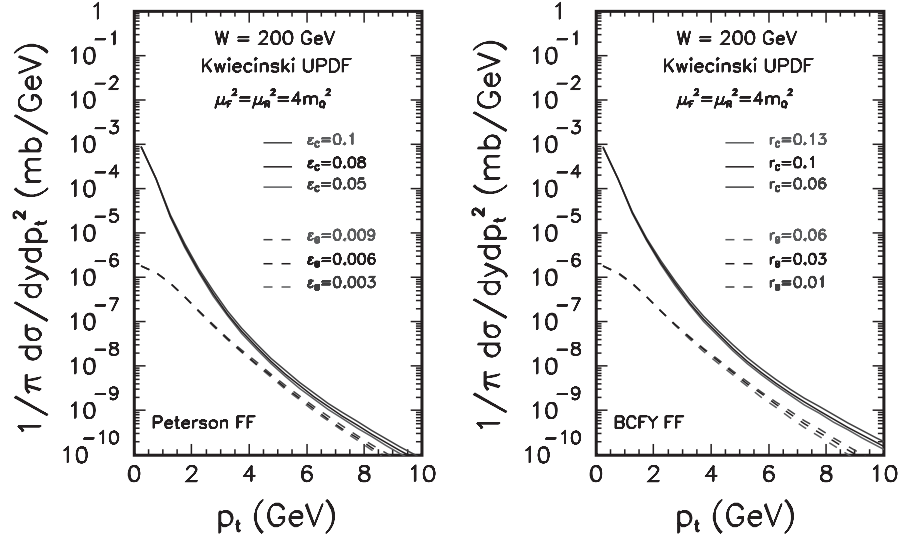 1/π dσ/dydp_t^2 (mb/GeV)
1
10^-1
10^-2
10^-3
10^-4
10^-5
10^-6
10^-7
10^-8
10^-9
10^-10
W = 200 GeV
Kwiecinski UPDF
μ_F^2=μ_R^2=4m_Q^2
ε_c=0.1
ε_c=0.08
ε_c=0.05
ε_B=0.009
ε_B=0.006
ε_B=0.003
Peterson FF
0 2 4 6 8 10
p_t (GeV)
1/π dσ/dydp_t^2 (mb/GeV)
1
10^-1
10^-2
10^-3
10^-4
10^-5
10^-6
10^-7
10^-8
10^-9
10^-10
W = 200 GeV
Kwiecinski UPDF
μ_F^2=μ_R^2=4m_Q^2
r_c=0.13
r_c=0.1
r_c=0.06
r_B=0.06
r_B=0.03
r_B=0.01
BCFY FF
0 2 4 6 8 10
p_t (GeV)